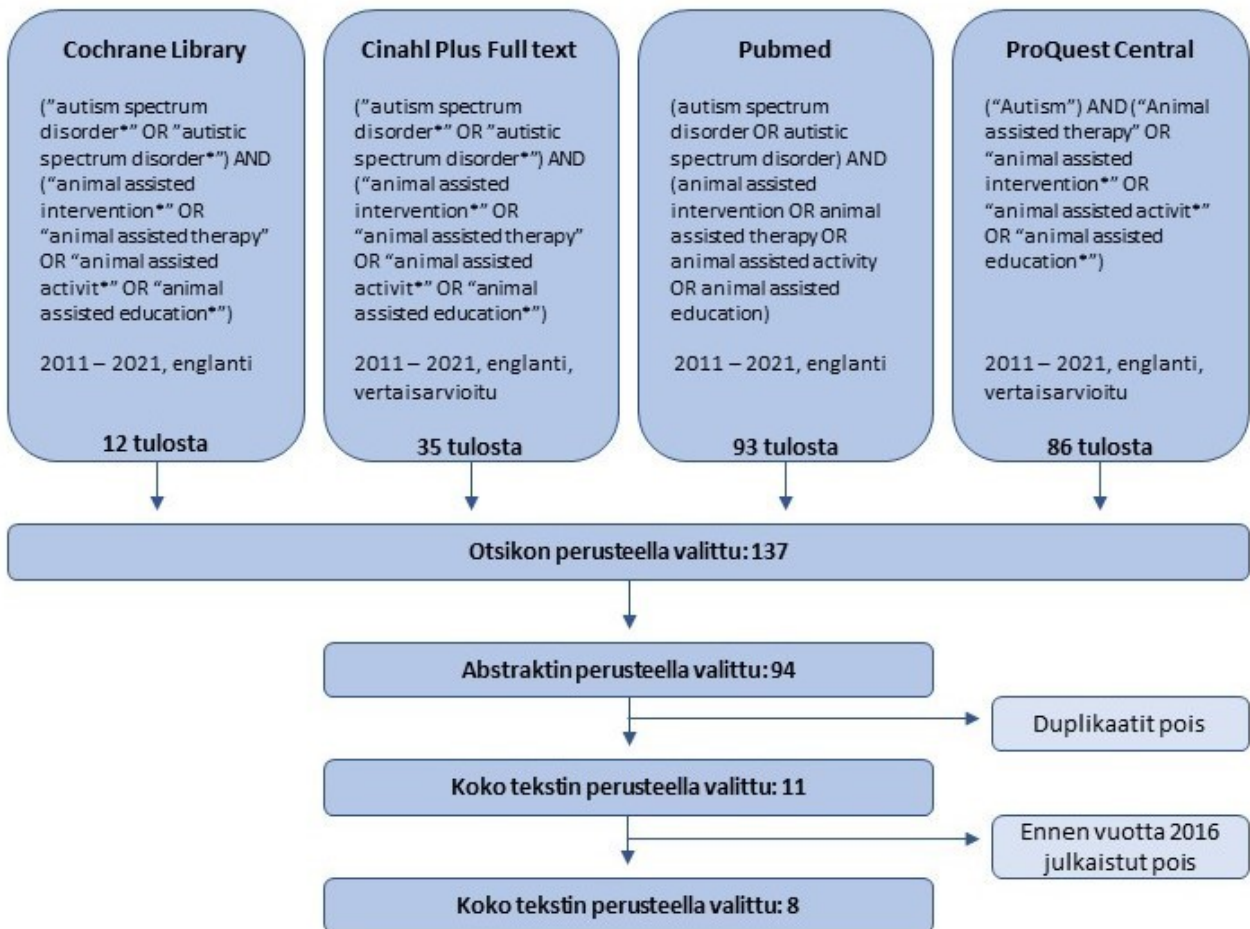 Cochrane Library
(”autism spectrum
disorder*” OR ”autistic
spectrum disorder*”) AND
(“animal assisted
intervention*” OR
“animal assisted therapy”
OR “animal assisted
activit*” OR “animal
assisted education*”)
2011 – 2021, englanti
12 tulosta
Cinahl Plus Full text
(”autism spectrum
disorder*” OR ”autistic
spectrum disorder*”) AND
(“animal assisted
intervention*” OR
“animal assisted therapy”
OR “animal assisted
activit*” OR “animal
assisted education*”)
2011 – 2021, englanti,
vertaisarvioitu
35 tulosta
Pubmed
(autism spectrum
disorder OR autistic
spectrum disorder) AND
(animal assisted
intervention OR animal
assisted therapy OR
animal assisted activity
OR animal assisted
education)
2011 – 2021, englanti
93 tulosta
ProQuest Central
(“Autism”) AND (“Animal
assisted therapy” OR
“animal assisted
intervention*” OR
“animal assisted activit*”
OR “animal assisted
education*”)
2011 – 2021, englanti,
vertaisarvioitu
86 tulosta
Otsikon perusteella valittu: 137
Abstraktin perusteella valittu: 94
Duplikaatit pois
Koko tekstin perusteella valittu: 11
Ennen vuotta 2016
julkaistut pois
Koko tekstin perusteella valittu: 8